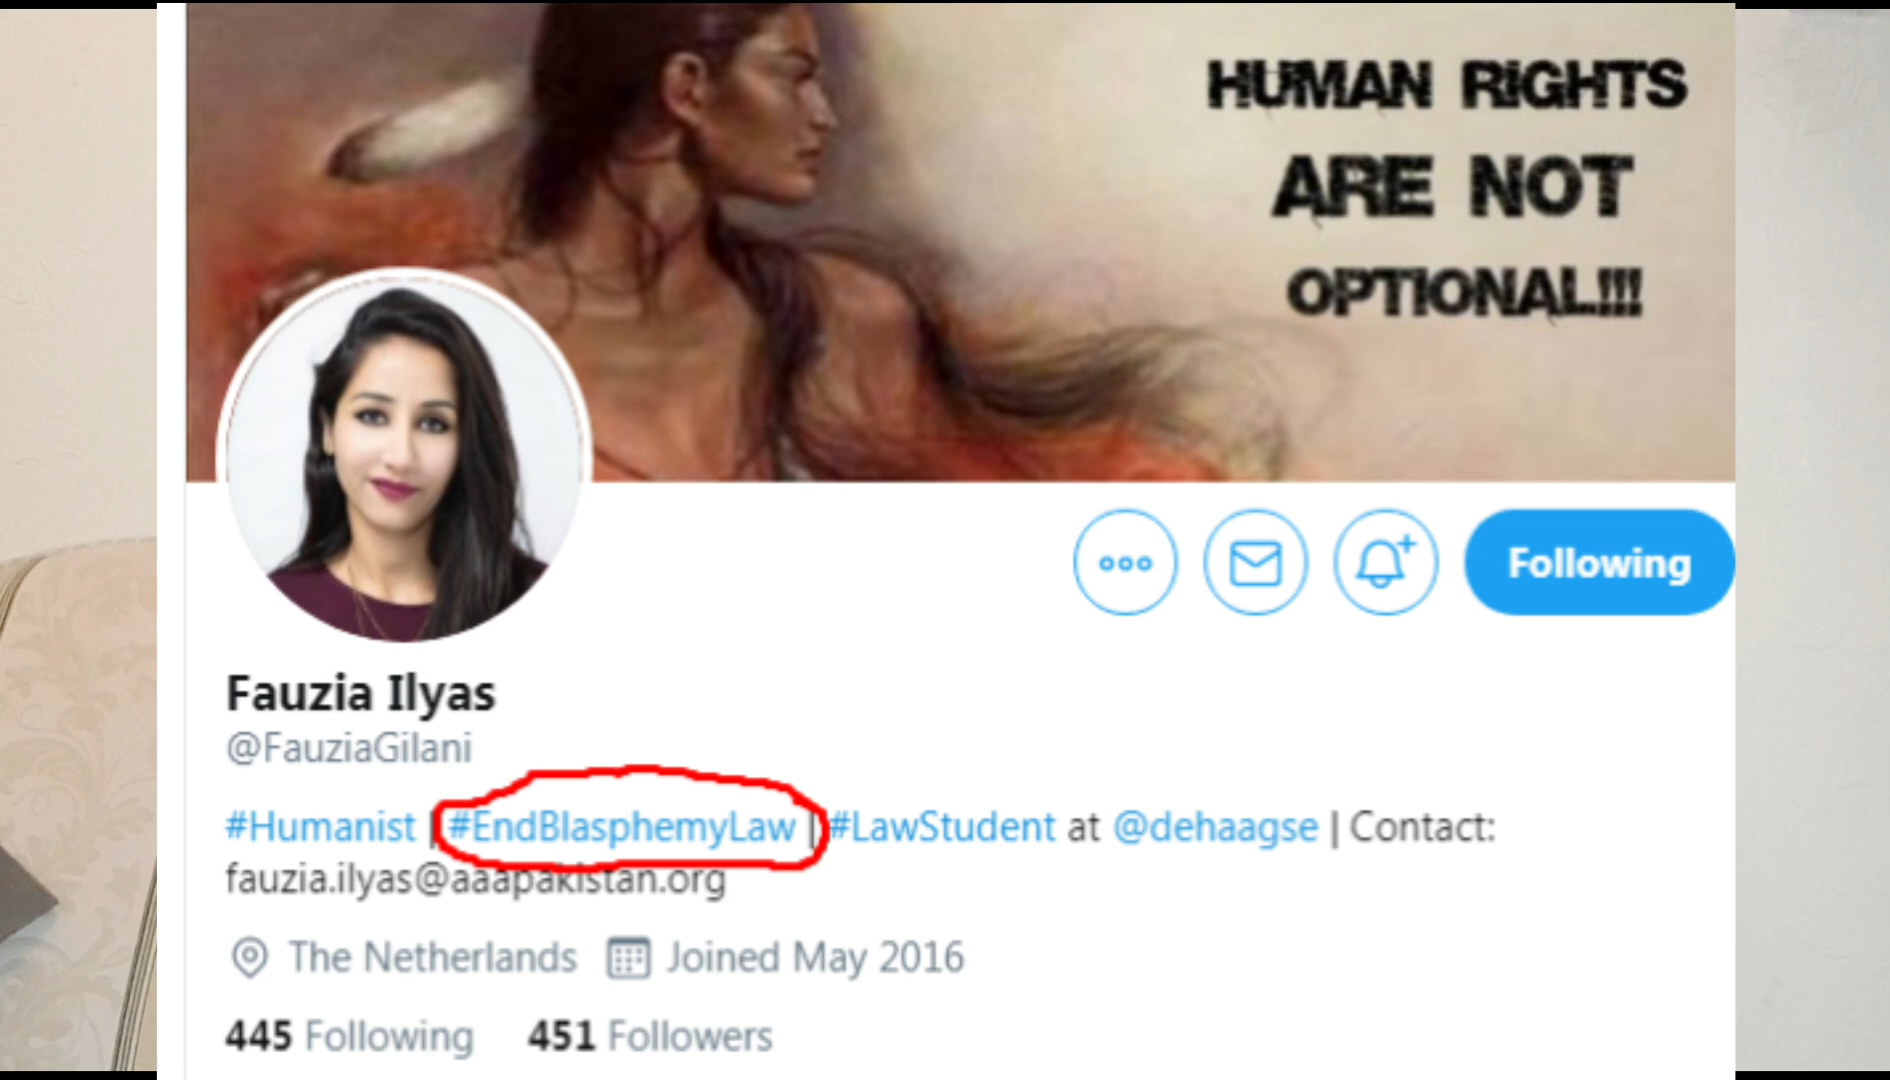 HUMAN RIGHTS
ARE NOT
OPTIONAL!!!
Following
Fauzia Ilyas
@FauziaGilani
#Humanist | #EndBlasphemyLaw | #LawStudent at @dehaagse | Contact:
fauzia.ilyas@aaapakistan.org
The Netherlands Joined May 2016
445 Following 451 Followers